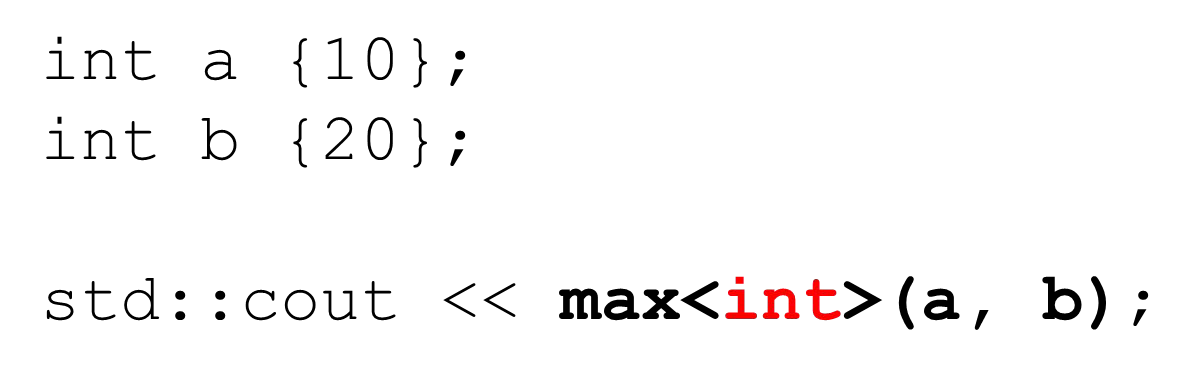 int a {10};
int b {20};
std::cout << max<int>(a, b);